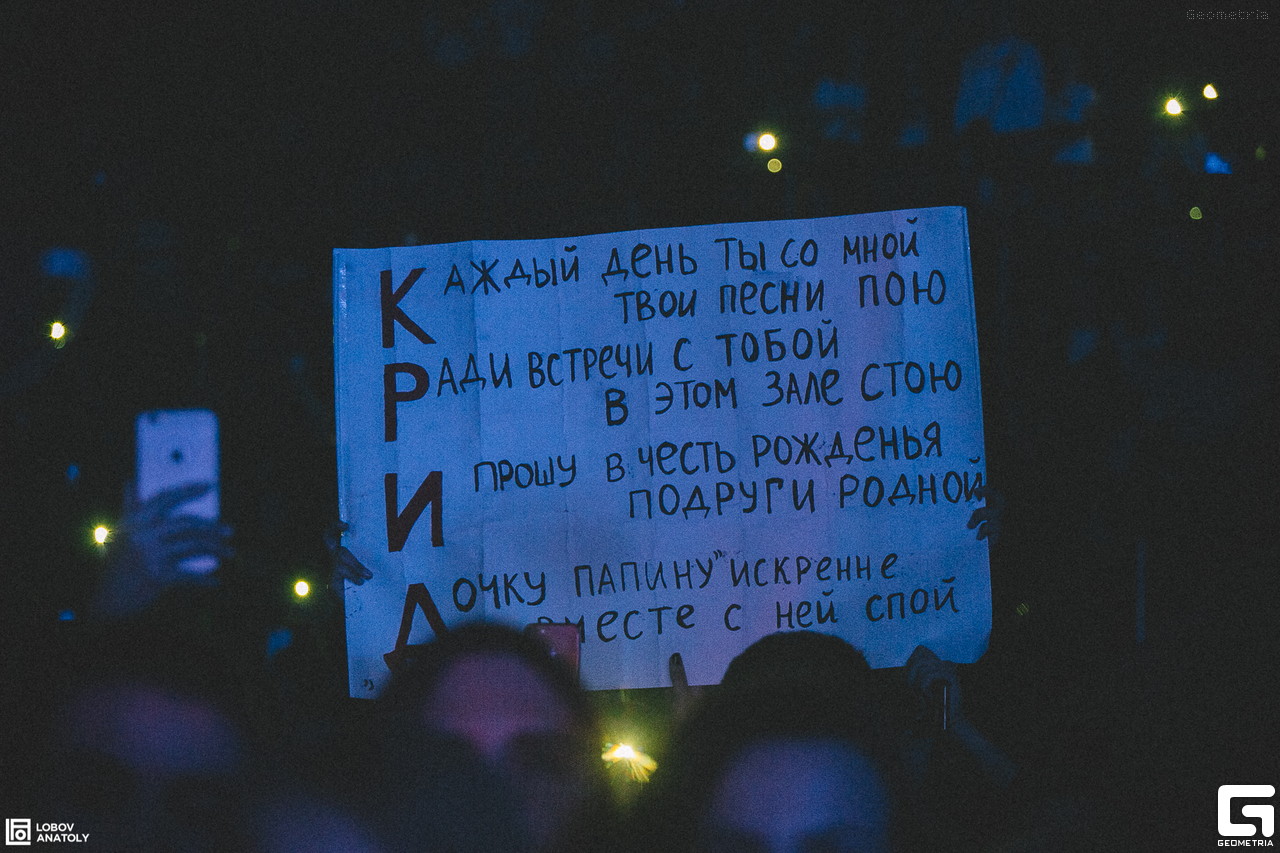 Geometria
КАЖДЫЙ ДЕНЬ ТЫ СО МНОЙ
ТВОИ ПЕСНИ ПОЮ
РАДИ ВСТРЕЧИ С ТОБОЙ
В ЭТОМ ЗАЛЕ СТОЮ
И ПРОШУ В ЧЕСТЬ РОЖДЕНЬЯ
ПОДРУГИ РОДНОЙ
"ДОЧКУ ПАПИНУ" ИСКРЕННЕ
ВМЕСТЕ С НЕЙ СПОЙ
LOBOV
ANATOLY
GEOMETRIA